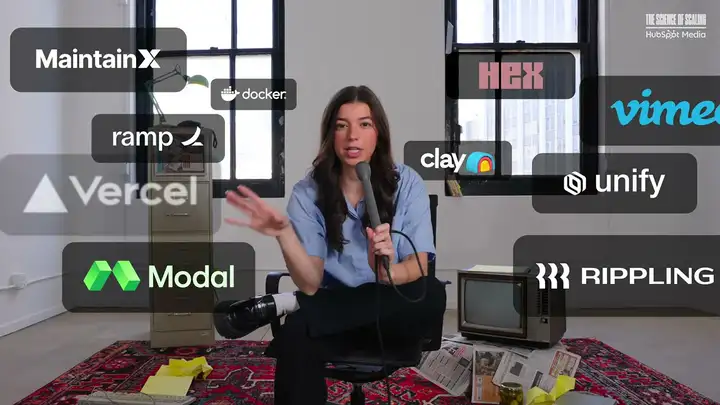 THE SCIENCE OF SCALING
HubSpot Media
MaintainX
HEX
docker
vimeo
ramp
clay
unify
Vercel
Modal
RIPPLING